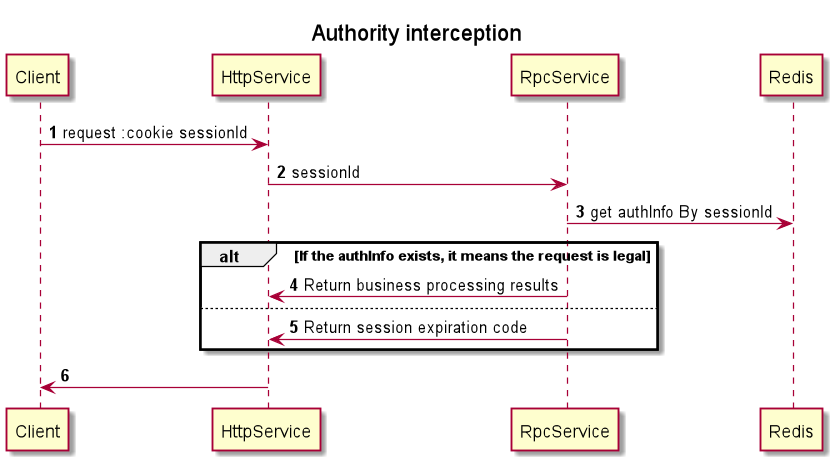 Authority interception
Client HttpService RpcService Redis
1 request :cookie sessionId
2 sessionId
3 get authInfo By sessionId
alt [If the authInfo exists, it means the request is legal]
4 Return business processing results
5 Return session expiration code
6
Client HttpService RpcService Redis